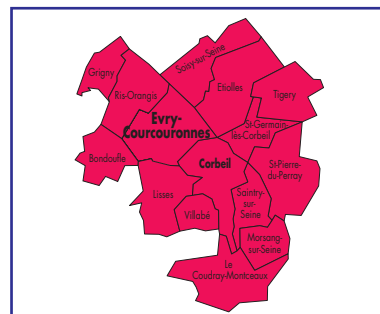 Soisy-sur-Seine
Grigny
Etiolles
Ris-Orangis
Tigery
Evry-
Courcouronnes
St-Germain-
lès-Corbeil
Bondoufle
Corbeil
St-Pierre-
du-Perray
Lisses
Saintry-
sur-
Seine
Villabé
Morsang-
sur-Seine
Le
Coudray-Montceaux